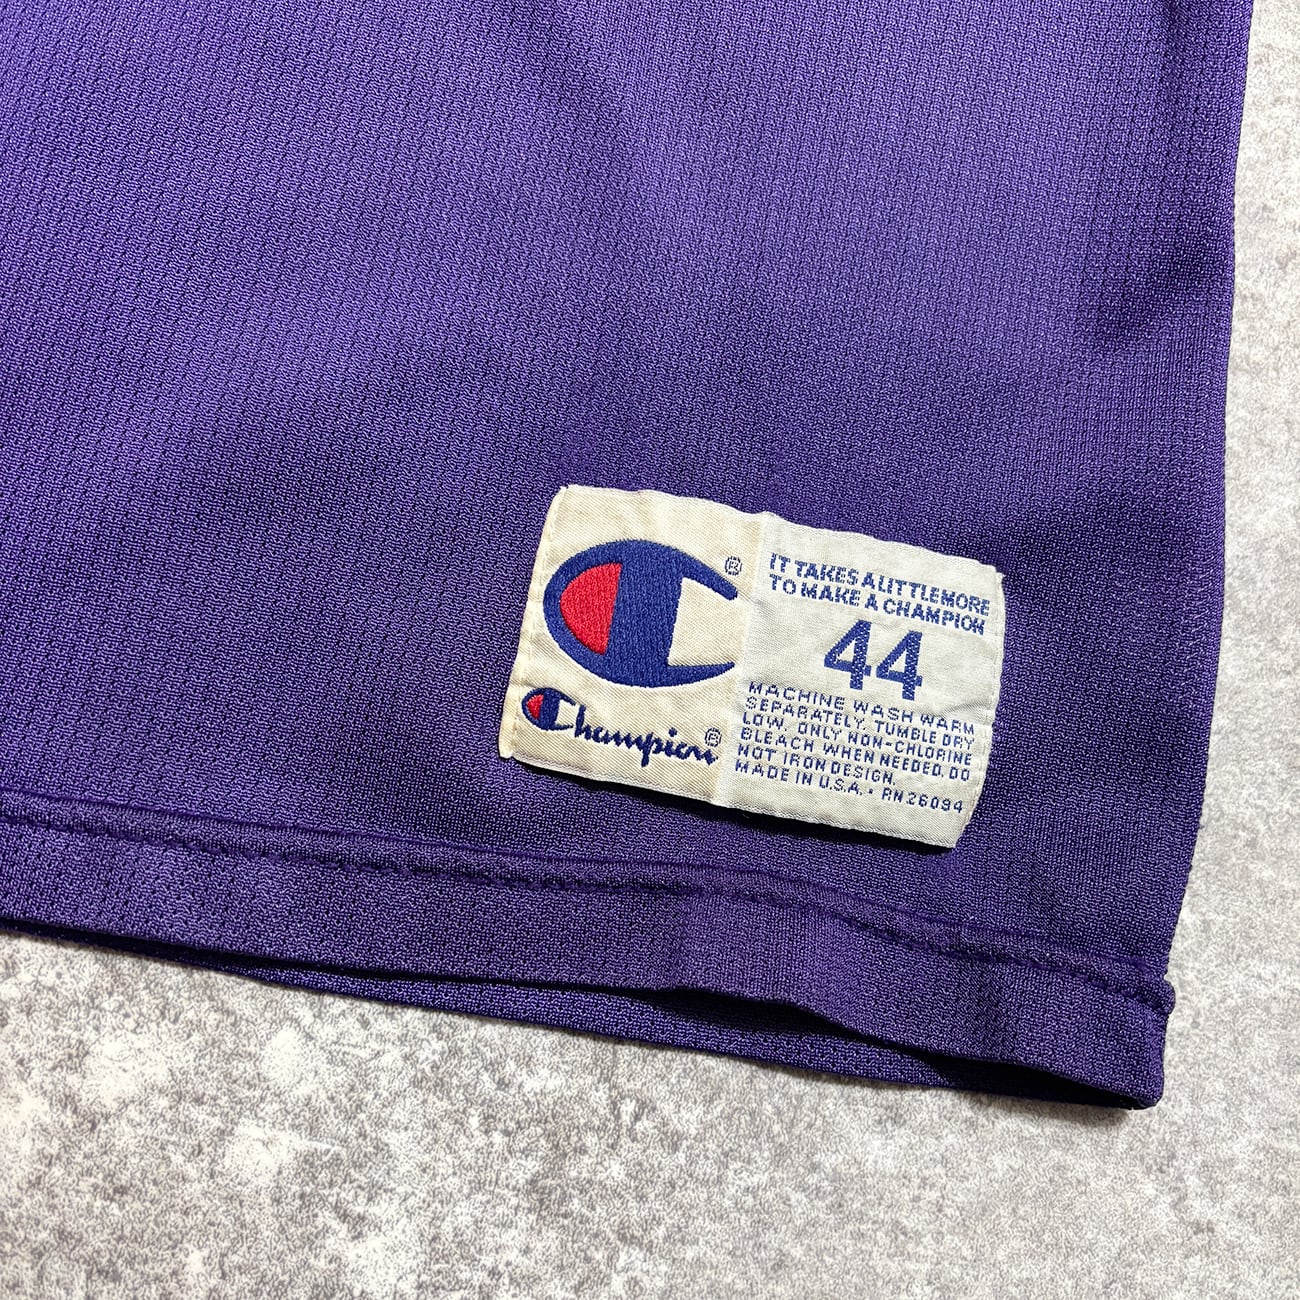 ®
Champion®
IT TAKES A LITTLE MORE
TO MAKE A CHAMPION
44
MACHINE WASH WARM
SEPARATELY, TUMBLE DRY
LOW, ONLY NON-CHLORINE
BLEACH WHEN NEEDED, DO
NOT IRON DESIGN.
MADE IN U.S.A. • RN 26094